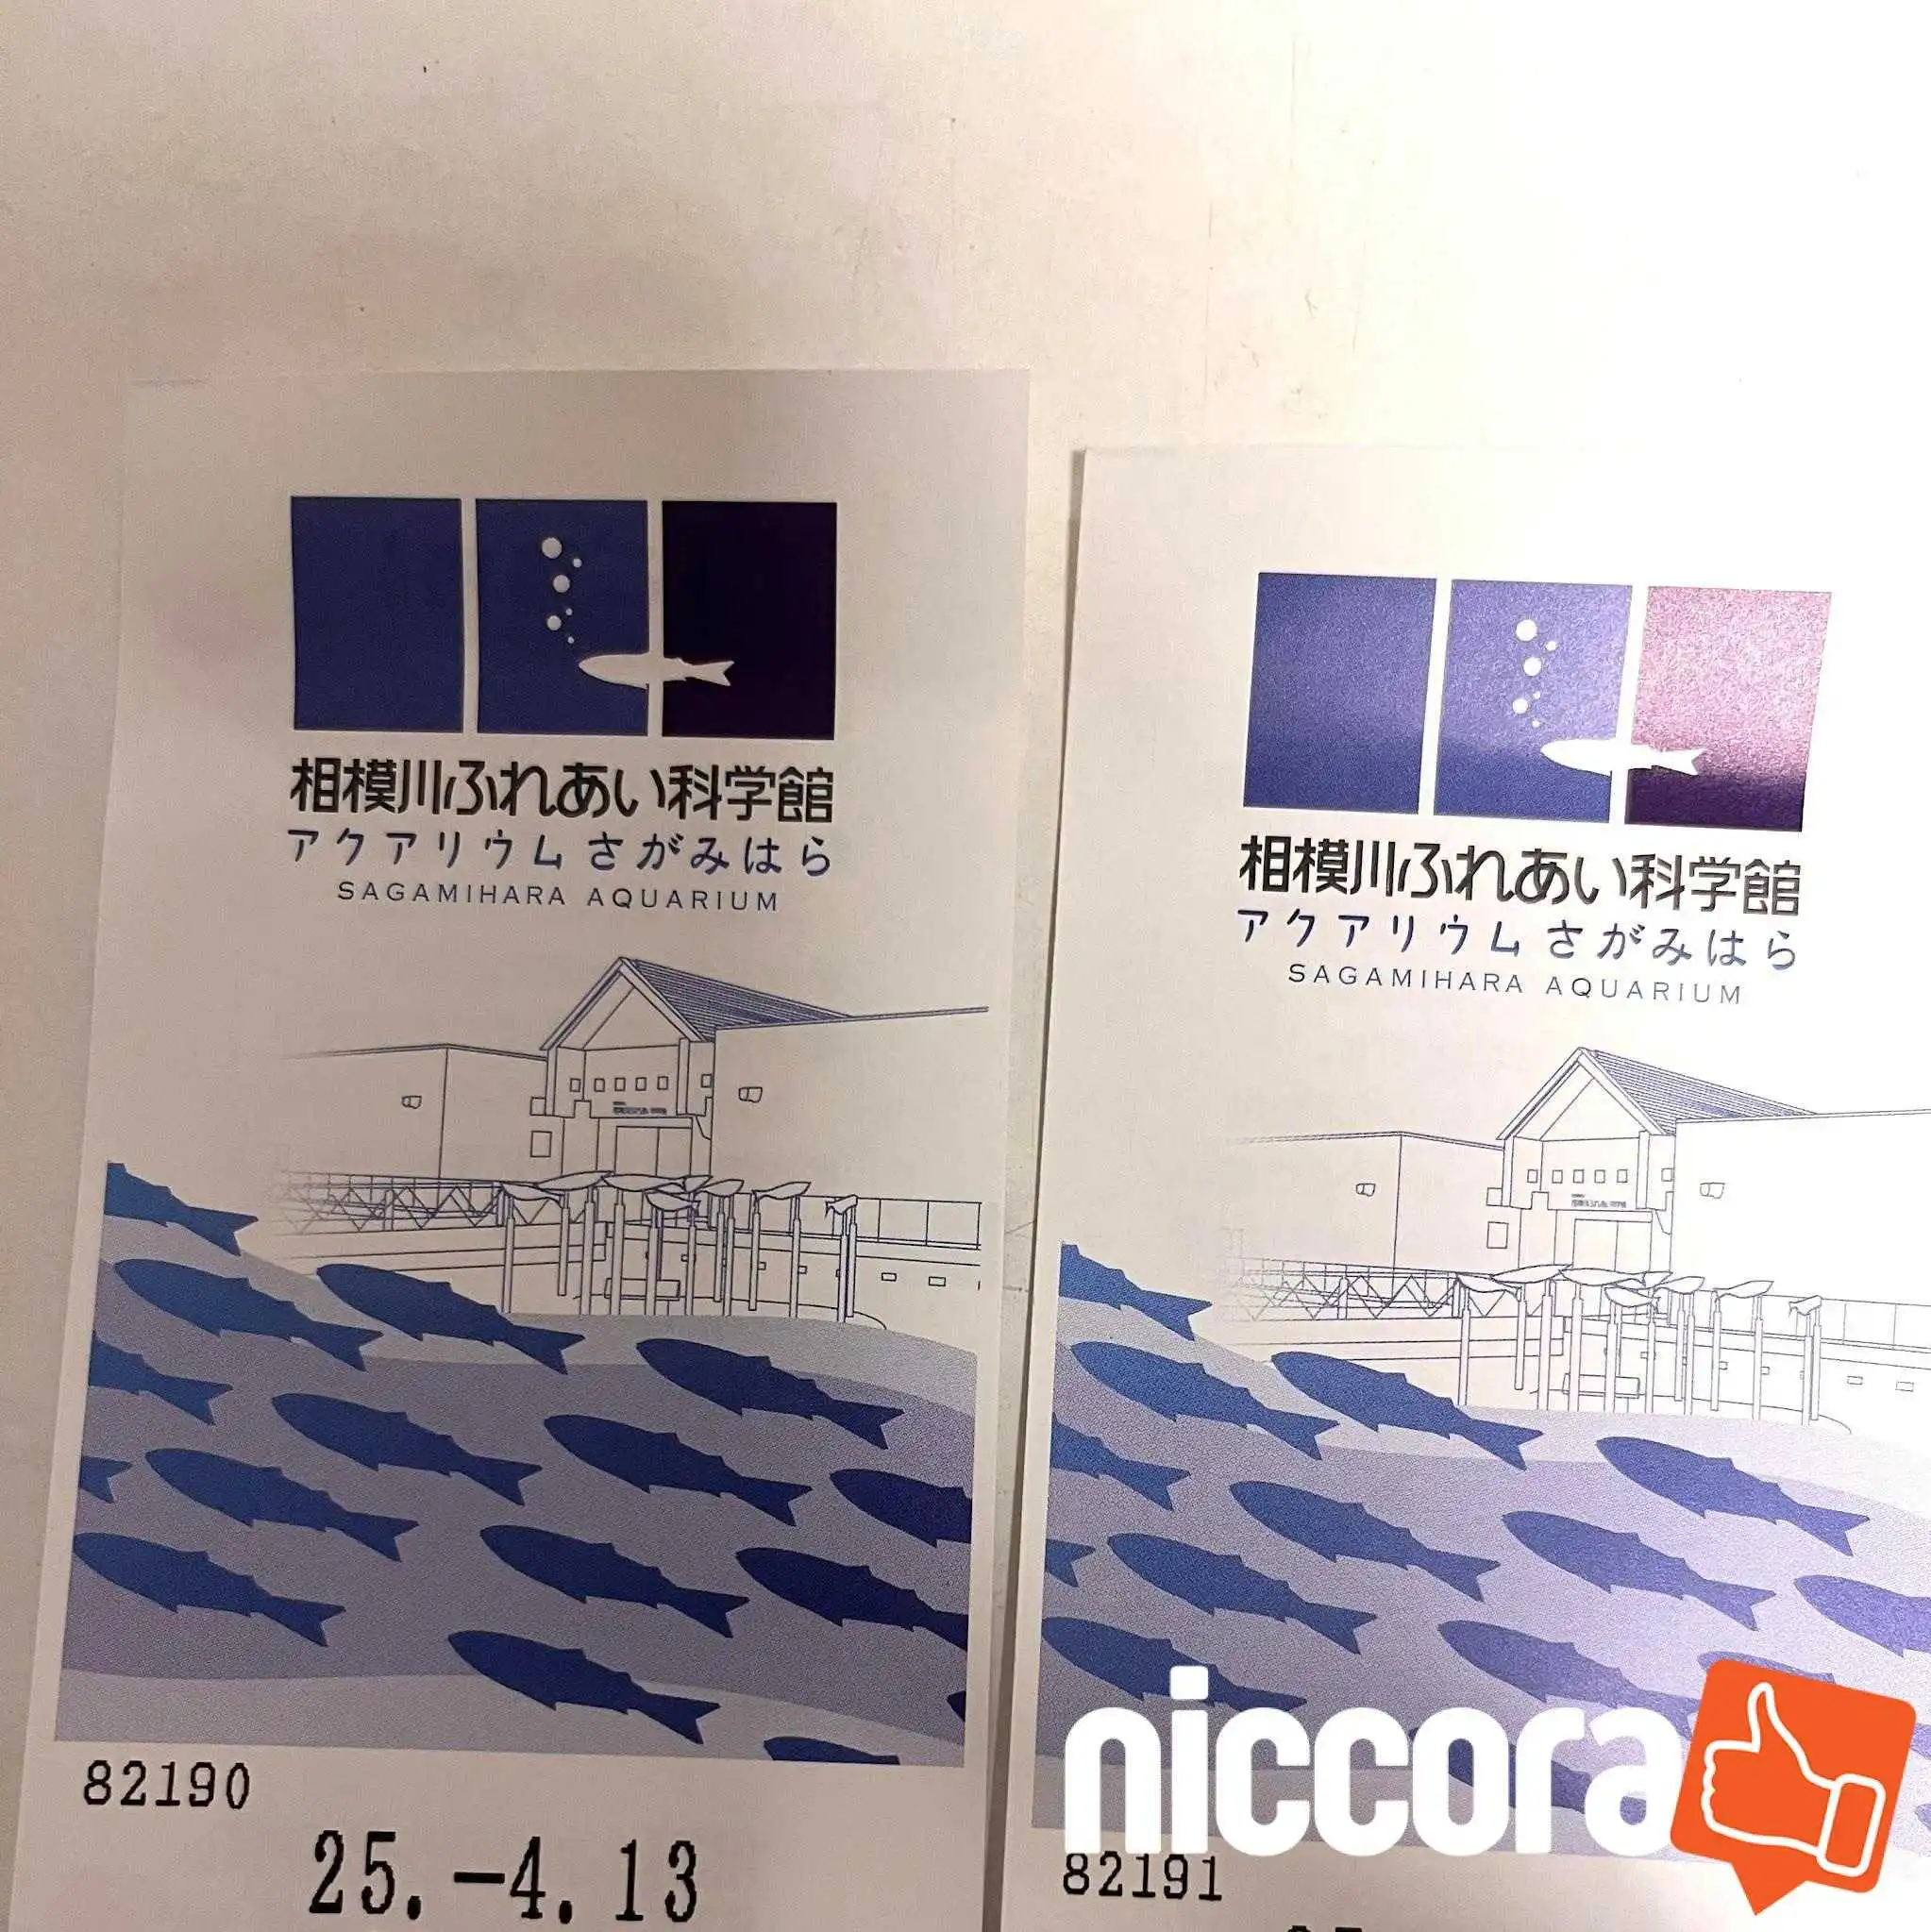 相模川ふれあい科学館
アクアリウムさがみはら
SAGAMIHARA AQUARIUM
82190
25.-4.13
相模川ふれあい科学館
アクアリウムさがみはら
SAGAMIHARA AQUARIUM
82191
niccora